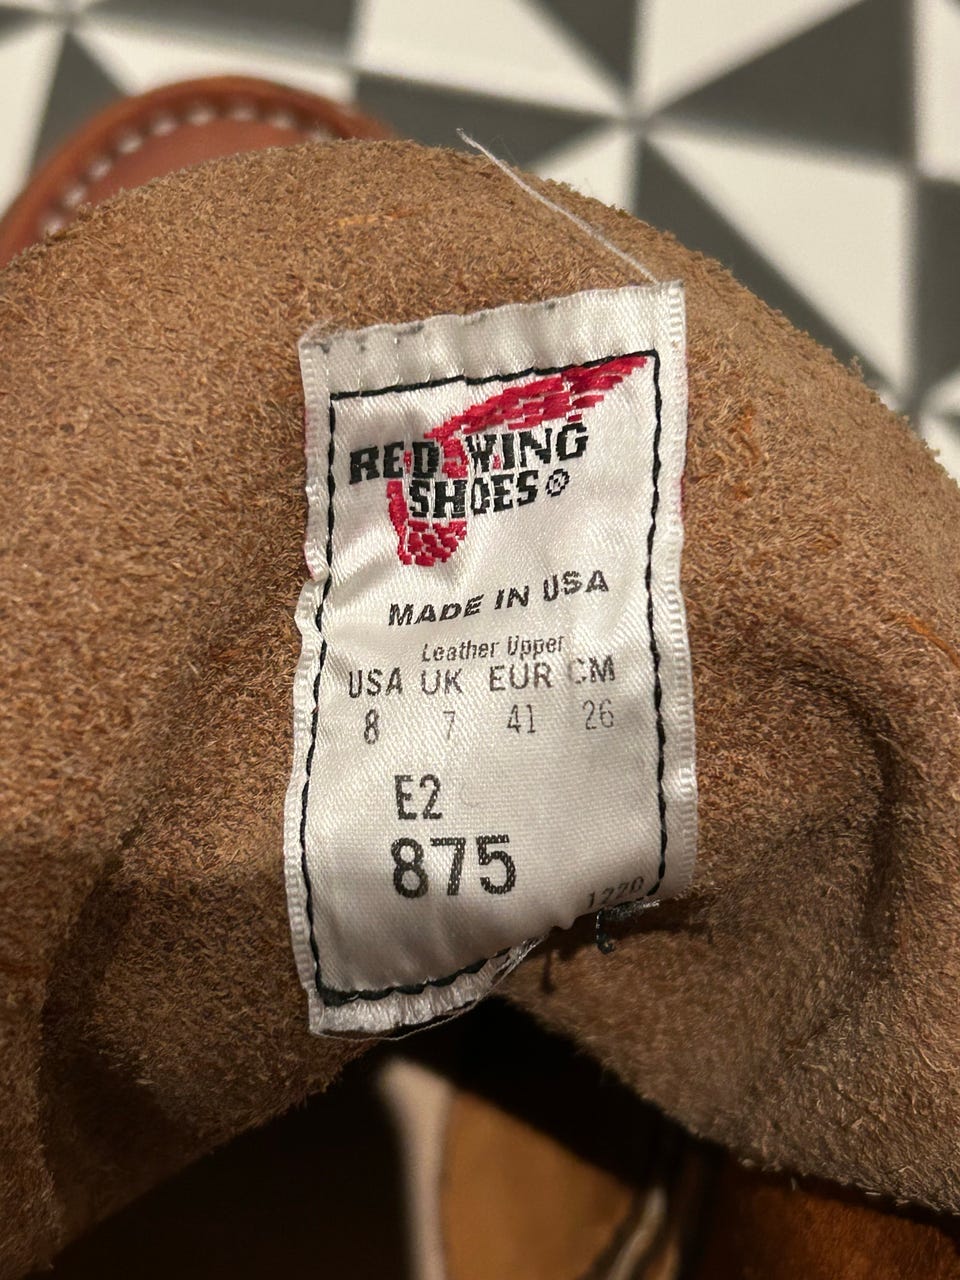 RED WING
SHOES®
MADE IN USA
Leather Upper
USA UK EUR CM
8 7 41 26
E2
875